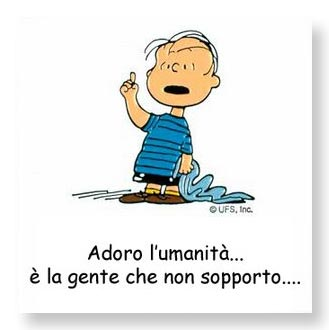 © UFS, Inc.
Adoro l'umanità...
è la gente che non sopporto....